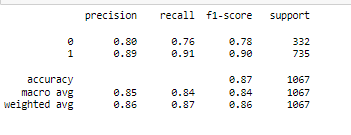 precision recall f1-score support
0 0.80 0.76 0.78 332
1 0.89 0.91 0.90 735
accuracy 0.87 1067
macro avg 0.85 0.84 0.84 1067
weighted avg 0.86 0.87 0.86 1067